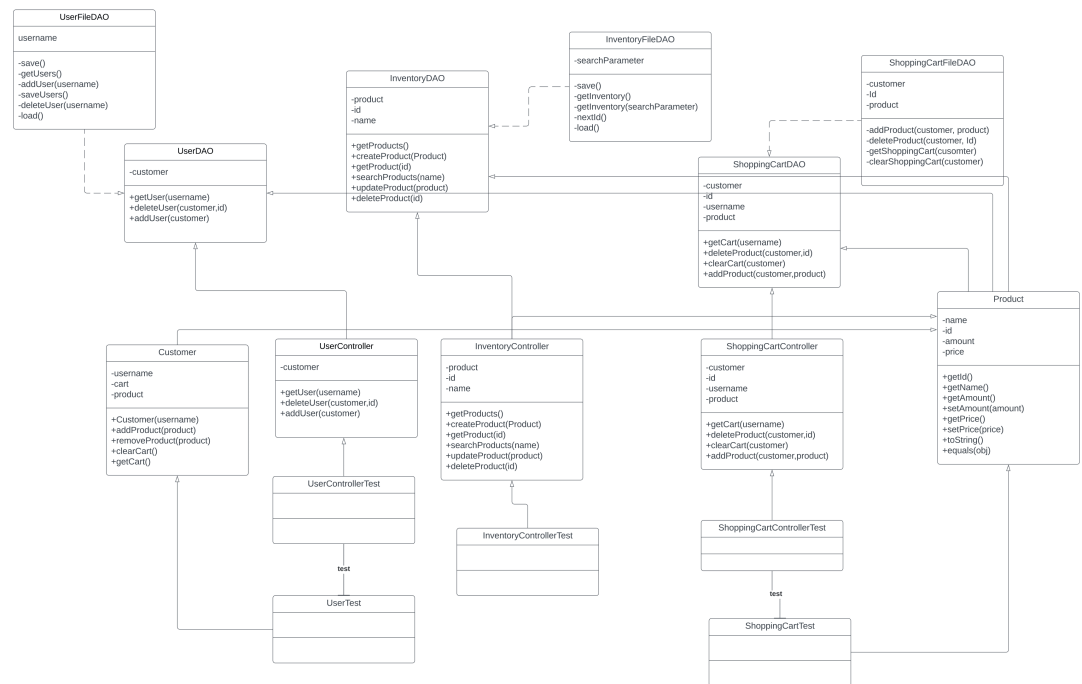 UserFileDAO
username
-save()
-getUsers()
-addUser(username)
-saveUsers()
-deleteUser(username)
-load()
InventoryFileDAO
-searchParameter
-save()
-getInventory()
-getInventory(searchParameter)
-nextId()
-load()
ShoppingCartFileDAO
-customer
-Id
-product
-addProduct(customer, product)
-deleteProduct(customer, Id)
-getShoppingCart(cusomter)
-clearShoppingCart(customer)
InventoryDAO
-product
-id
-name
+getProducts()
+createProduct(Product)
+getProduct(id)
+searchProducts(name)
+updateProduct(product)
+deleteProduct(id)
UserDAO
-customer
+getUser(username)
+deleteUser(customer,id)
+addUser(customer)
ShoppingCartDAO
-customer
-id
-username
-product
+getCart(username)
+deleteProduct(customer,id)
+clearCart(customer)
+addProduct(customer,product)
Product
-name
-id
-amount
-price
+getId()
+getName()
+getAmount()
+setAmount(amount)
+getPrice()
+setPrice(price)
+toString()
+equals(obj)
Customer
-username
-cart
-product
+Customer(username)
+addProduct(product)
+removeProduct(product)
+clearCart()
+getCart()
UserController
-customer
+getUser(username)
+deleteUser(customer,id)
+addUser(customer)
InventoryController
-product
-id
-name
+getProducts()
+createProduct(Product)
+getProduct(id)
+searchProducts(name)
+updateProduct(product)
+deleteProduct(id)
ShoppingCartController
-customer
-id
-username
-product
+getCart(username)
+deleteProduct(customer,id)
+clearCart(customer)
+addProduct(customer,product)
UserControllerTest
InventoryControllerTest
ShoppingCartControllerTest
test
test
UserTest
ShoppingCartTest